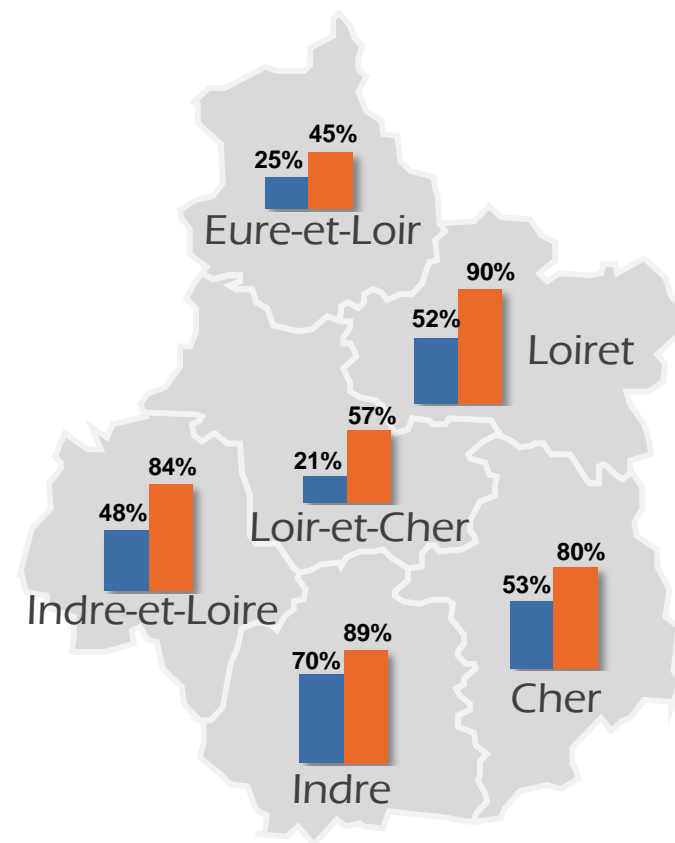 45%
25%
Eure-et-Loir
90%
52%
Loiret
57%
21%
Loir-et-Cher
84%
48%
Indre-et-Loire
80%
53%
Cher
89%
70%
Indre